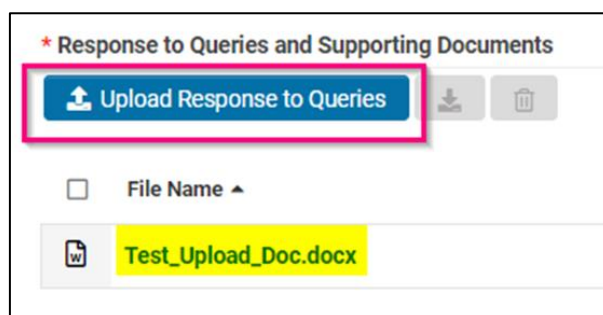 * Response to Queries and Supporting Documents
Upload Response to Queries
File Name
Test_Upload_Doc.docx